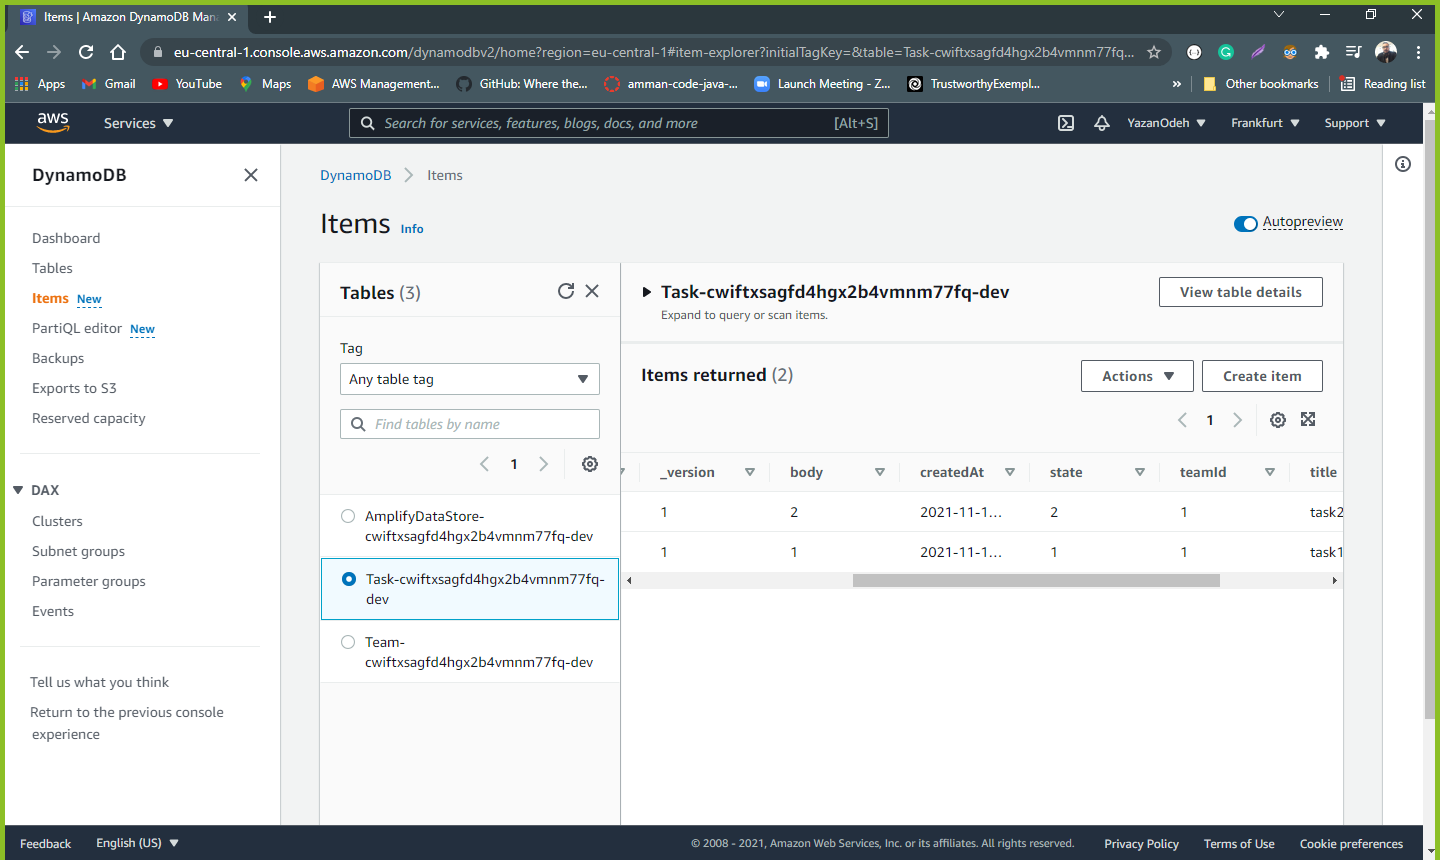 Items | Amazon DynamoDB Man
eu-central-1.console.aws.amazon.com/dynamodbv2/home?region=eu-central-1#item-explorer?initialTagKey=&table=Task-cwiftxsagfd4hgx2b4vmnm77fq...
Apps Gmail YouTube Maps AWS Management... GitHub: Where the... amman-code-java-... Launch Meeting - Z... TrustworthyExempl... » Other bookmarks Reading list
aws Services Search for services, features, blogs, docs, and more [Alt+S] YazanOdeh Frankfurt Support
DynamoDB
Dashboard
Tables
Items New
PartiQL editor New
Backups
Exports to S3
Reserved capacity
DAX
Clusters
Subnet groups
Parameter groups
Events
Tell us what you think
Return to the previous console
experience
DynamoDB Items
Items Info
Autopreview
Tables (3)
Tag
Any table tag
Find tables by name
1
AmplifyDataStore-
cwiftxsagfd4hgx2b4vmnm77fq-dev
Task-cwiftxsagfd4hgx2b4vmnm77fq-
dev
Team-
cwiftxsagfd4hgx2b4vmnm77fq-dev
Task-cwiftxsagfd4hgx2b4vmnm77fq-dev
View table details
Expand to query or scan items.
Items returned (2)
Actions Create item
1
_version body createdAt state teamId title
1 2 2021-11-1... 2 1 task2
1 1 2021-11-1... 1 1 task1
Feedback English (US) © 2008 - 2021, Amazon Web Services, Inc. or its affiliates. All rights reserved. Privacy Policy Terms of Use Cookie preferences